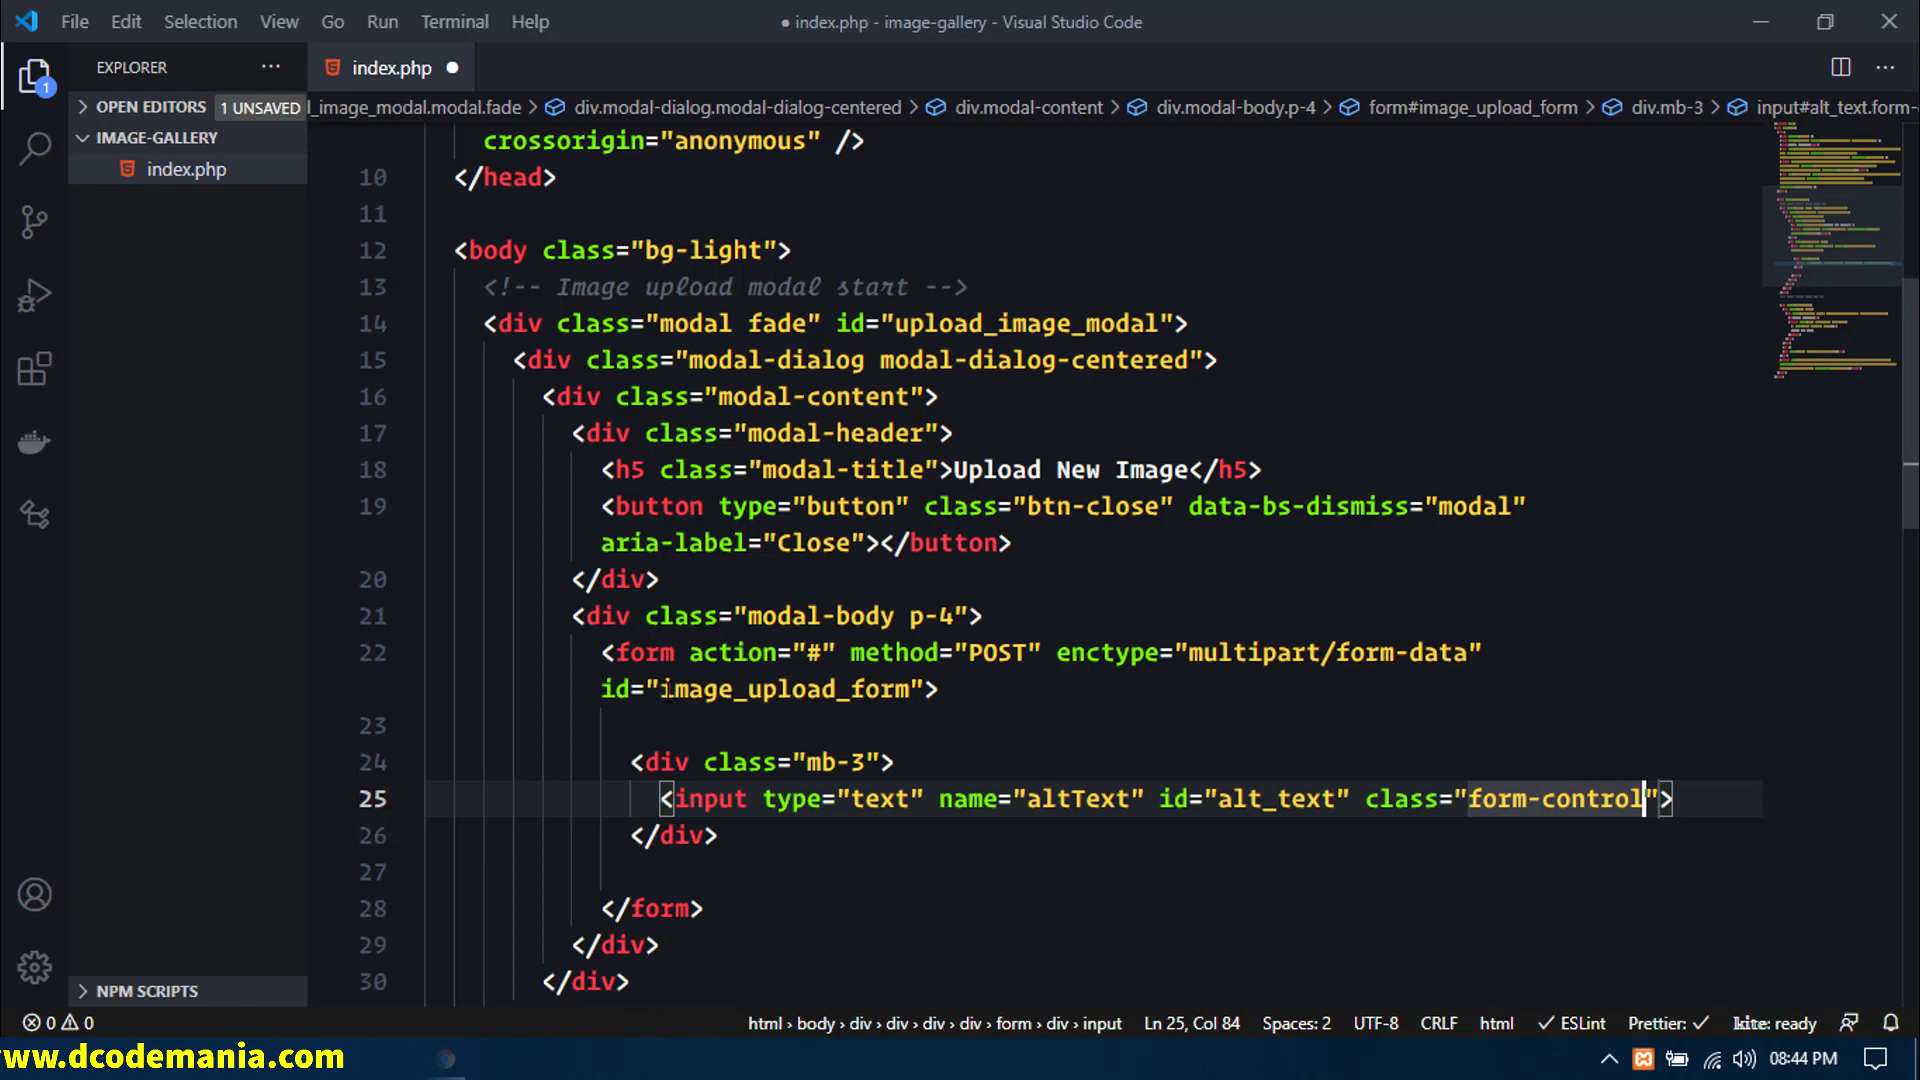 File Edit Selection View Go Run Terminal Help
● index.php - image-gallery - Visual Studio Code
EXPLORER
index.php
OPEN EDITORS 1 UNSAVED
l_image_modal.modal.fade > div.modal-dialog.modal-dialog-centered > div.modal-content > div.modal-body.p-4 > form#image_upload_form > div.mb-3 > input#alt_text.form-
IMAGE-GALLERY
index.php
1
crossorigin="anonymous" />
10 </head>
11
12 <body class="bg-light">
13 <!-- Image upload modal start -->
14 <div class="modal fade" id="upload_image_modal">
15 <div class="modal-dialog modal-dialog-centered">
16 <div class="modal-content">
17 <div class="modal-header">
18 <h5 class="modal-title">Upload New Image</h5>
19 <button type="button" class="btn-close" data-bs-dismiss="modal"
aria-label="Close"></button>
20 </div>
21 <div class="modal-body p-4">
22 <form action="#" method="POST" enctype="multipart/form-data"
id="image_upload_form">
23
24 <div class="mb-3">
25 <input type="text" name="altText" id="alt_text" class="form-control">
26 </div>
27
28 </form>
29 </div>
30 </div>
NPM SCRIPTS
0 0 html › body › div › div › div › div › form › div › input Ln 25, Col 84 Spaces: 2 UTF-8 CRLF html ESLint Prettier: ✓ kite: ready
www.dcodemania.com
08:44 PM